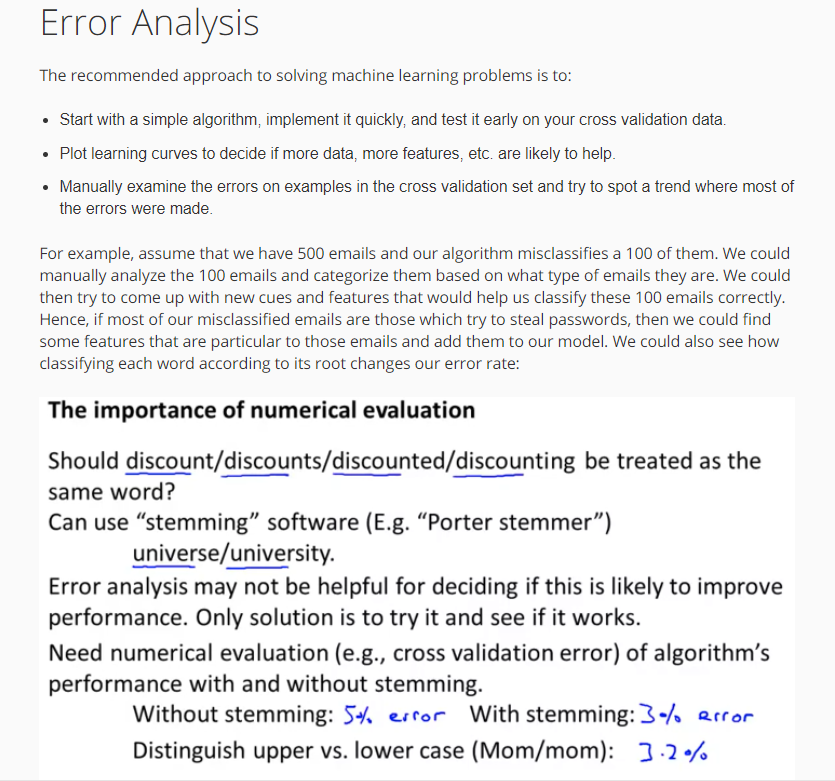 Error Analysis
The recommended approach to solving machine learning problems is to:
• Start with a simple algorithm, implement it quickly, and test it early on your cross validation data.
• Plot learning curves to decide if more data, more features, etc. are likely to help.
• Manually examine the errors on examples in the cross validation set and try to spot a trend where most of
the errors were made.
For example, assume that we have 500 emails and our algorithm misclassifies a 100 of them. We could
manually analyze the 100 emails and categorize them based on what type of emails they are. We could
then try to come up with new cues and features that would help us classify these 100 emails correctly.
Hence, if most of our misclassified emails are those which try to steal passwords, then we could find
some features that are particular to those emails and add them to our model. We could also see how
classifying each word according to its root changes our error rate:
The importance of numerical evaluation
Should discount/discounts/discounted/discounting be treated as the
same word?
Can use “stemming” software (E.g. “Porter stemmer”)
universe/university.
Error analysis may not be helpful for deciding if this is likely to improve
performance. Only solution is to try it and see if it works.
Need numerical evaluation (e.g., cross validation error) of algorithm’s
performance with and without stemming.
Without stemming: 5% error With stemming: 3% error
Distinguish upper vs. lower case (Mom/mom): 3.2%